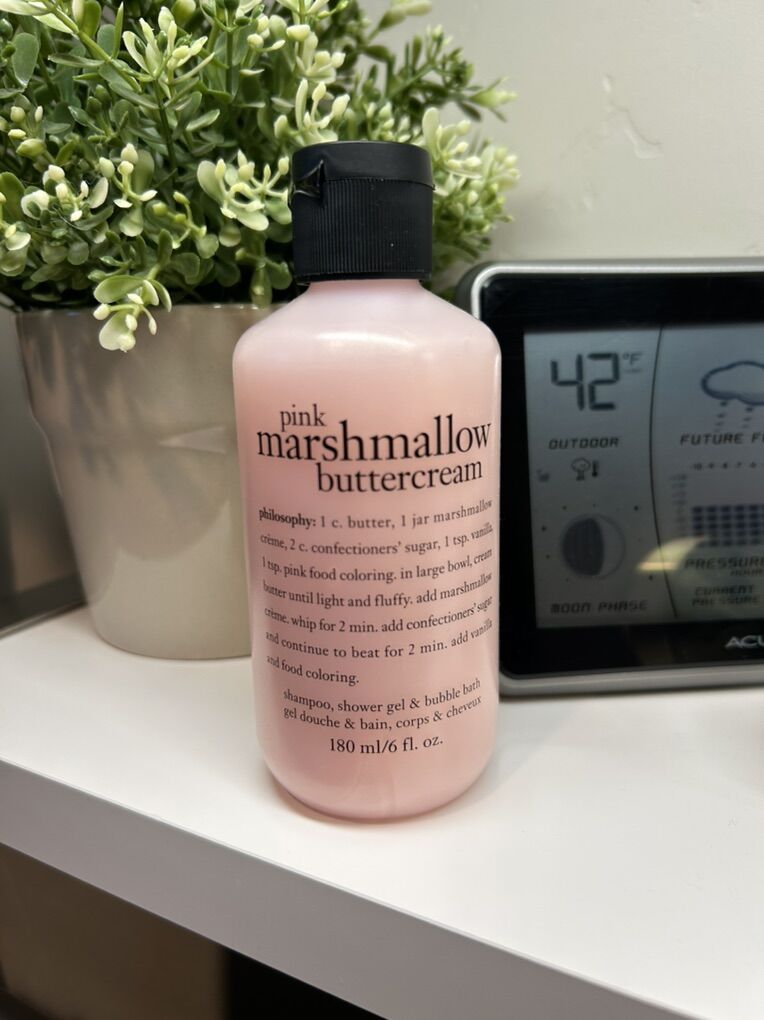 pink
marshmallow
buttercream
philosophy: 1 c. butter, 1 jar marshmallow
crème, 2 c. confectioners' sugar, 1 tsp. vanilla,
1 tsp. pink food coloring. in large bowl, cream
butter until light and fluffy. add marshmallow
crème. whip for 2 min. add confectioners' sugar
and continue to beat for 2 min. add vanilla
and food coloring.
shampoo, shower gel & bubble bath
gel douche & bain, corps & cheveux
180 ml/6 fl. oz.
42 °F
OUTDOOR
MOON PHASE
FUTURE
PRESSURE
HOUR
CURRENT
PRESSURE
ACU